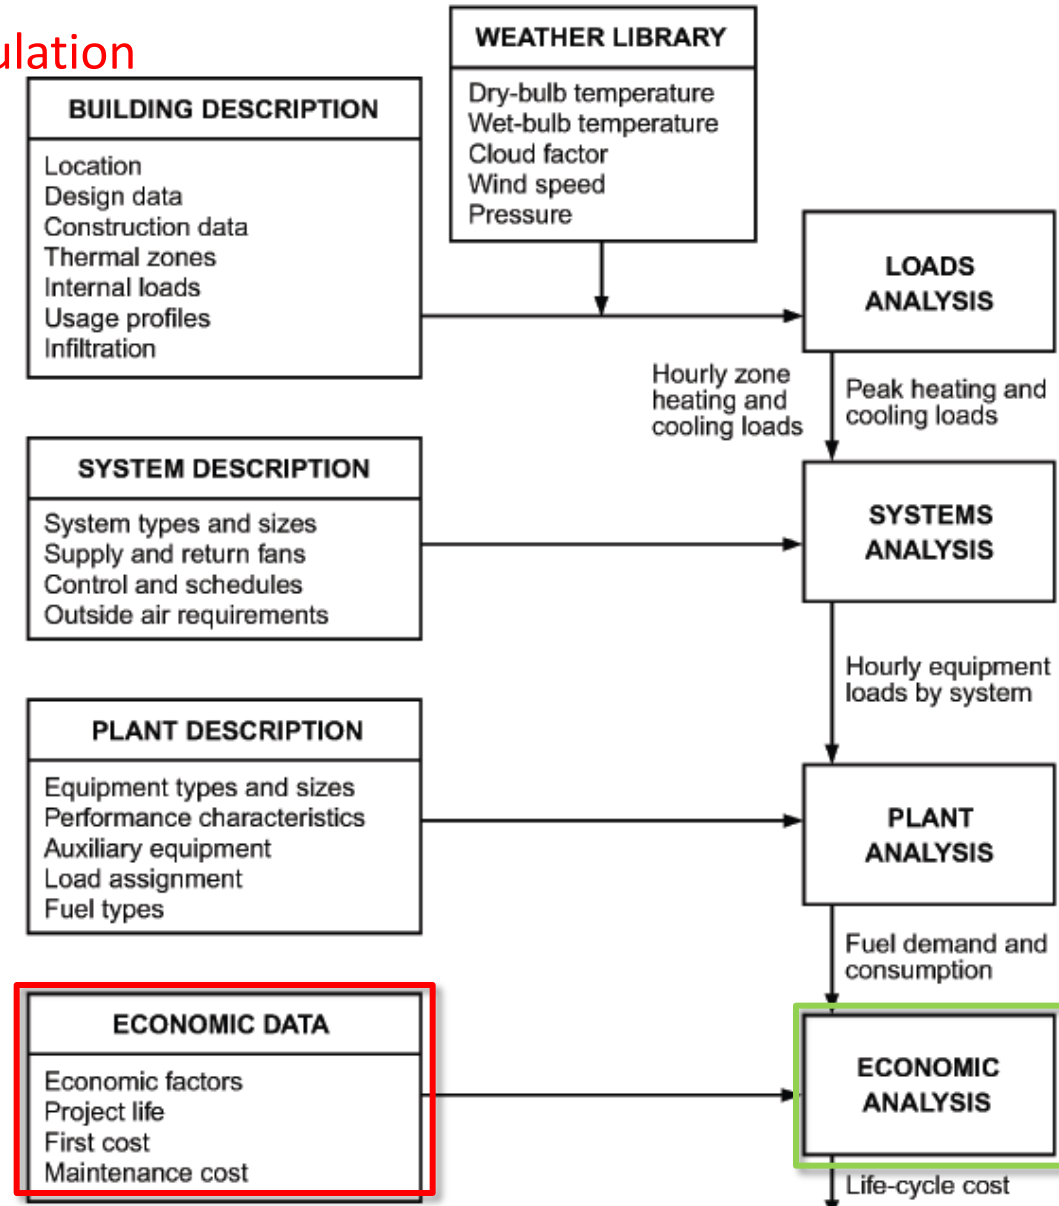 ulation
WEATHER LIBRARY
Dry-bulb temperature
Wet-bulb temperature
Cloud factor
Wind speed
Pressure
BUILDING DESCRIPTION
Location
Design data
Construction data
Thermal zones
Internal loads
Usage profiles
Infiltration
LOADS
ANALYSIS
Hourly zone
heating and
cooling loads
Peak heating and
cooling loads
SYSTEM DESCRIPTION
System types and sizes
Supply and return fans
Control and schedules
Outside air requirements
SYSTEMS
ANALYSIS
Hourly equipment
loads by system
PLANT DESCRIPTION
Equipment types and sizes
Performance characteristics
Auxiliary equipment
Load assignment
Fuel types
PLANT
ANALYSIS
Fuel demand and
consumption
ECONOMIC DATA
Economic factors
Project life
First cost
Maintenance cost
ECONOMIC
ANALYSIS
Life-cycle cost